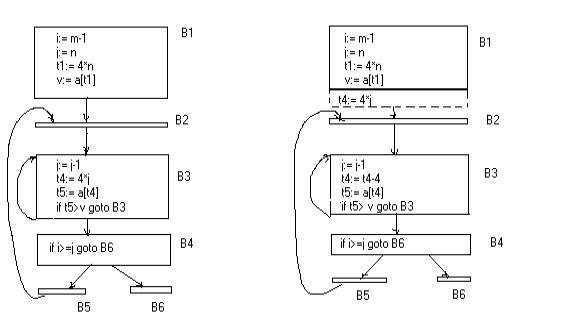 i:= m-1
j:= n
t1:= 4*n
v:= a[t1]
B1
B2
j:= j-1
t4:= 4*j
t5:= a[t4]
if t5>v goto B3
B3
if i>=j goto B6
B4
B5
B6
i:= m-1
j:= n
t1:= 4*n
v:= a[t1]
B1
t4:= 4*j
B2
j:= j-1
t4:= t4-4
t5:= a[t4]
if t5> v goto B3
B3
if i>=j goto B6
B4
B5
B6